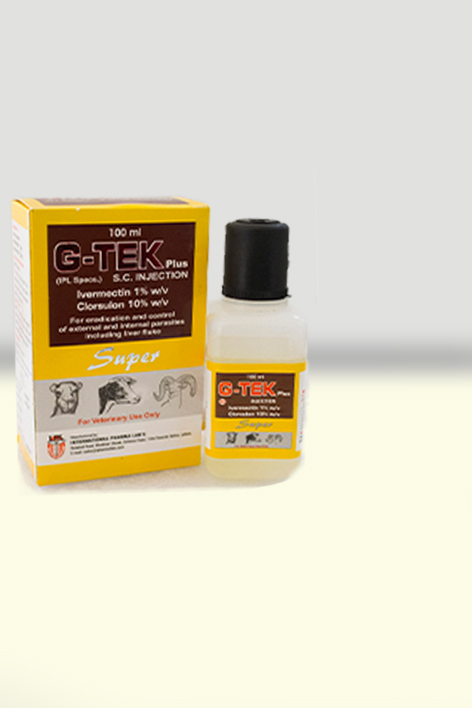 100 ml
G-TEK Plus
(IPL Specs.) S.C. INJECTION
Ivermectin 1% w/v
Clorsulon 10% w/v
For eradication and control
of external and internal parasites
including liver fluke
Super
For Veterinary Use Only
Manufactured by:
INTERNATIONAL PHARMA LAB'S
100 ml
G-TEK Plus
INJECTION
Ivermectin 1% w/v
Clorsulon 10% w/v
Super